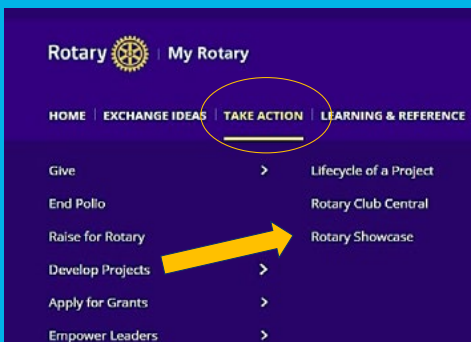 Rotary | My Rotary
HOME | EXCHANGE IDEAS | TAKE ACTION | LEARNING & REFERENCE
Give >
End Polio
Raise for Rotary
Develop Projects >
Apply for Grants >
Empower Leaders >
Lifecycle of a Project
Rotary Club Central
Rotary Showcase